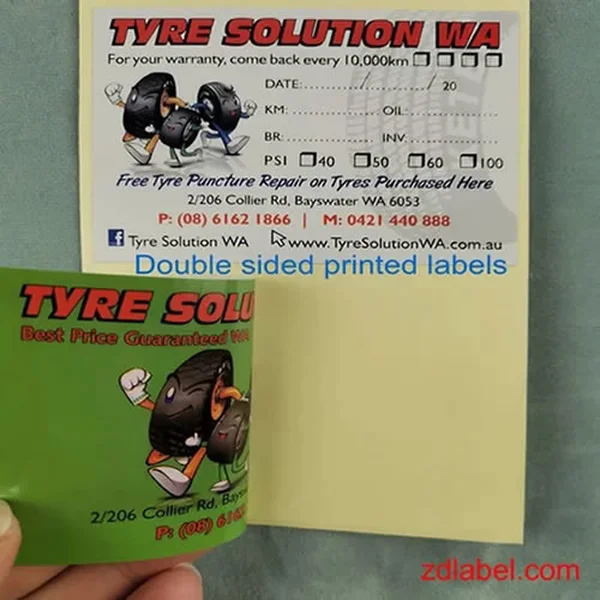 TYRE SOLUTION WA
For your warranty, come back every 10,000km
DATE:............/............/ 20
KM:.................... OIL:....................
BR:.................... INV....................
PSI 40 50 60 100
Free Tyre Puncture Repair on Tyres Purchased Here
2/206 Collier Rd, Bayswater WA 6053
P: (08) 6162 1866 | M: 0421 440 888
f Tyre Solution WA www.TyreSolutionWA.com.au
Double sided printed labels
TYRE SOLU
Best Price Guaranteed WA
2/206 Collier Rd, Bays
P: (08) 616
zdlabel.com